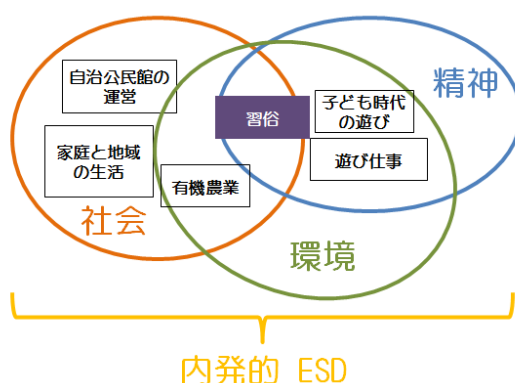 自治公民館の
運営
精神
子ども時代
の遊び
習俗
家庭と地域
の生活
遊び仕事
有機農業
社会
環境
内発的 ESD